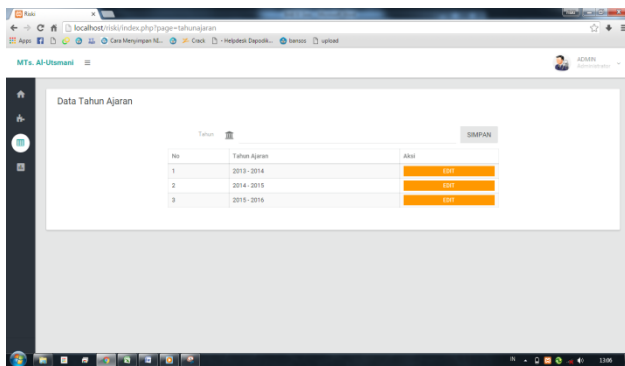 Riski
localhost/riski/index.php?page=tahunajaran
Apps
Cara Menyimpan N...
Crack
- Helpdesk Dapodik...
bansos
upload
MTs. Al-Utsmani
ADMIN
Administrator
Data Tahun Ajaran
Tahun
SIMPAN
No Tahun Ajaran Aksi
1 2013 - 2014 EDIT
2 2014 - 2015 EDIT
3 2015 - 2016 EDIT
IN
13:06